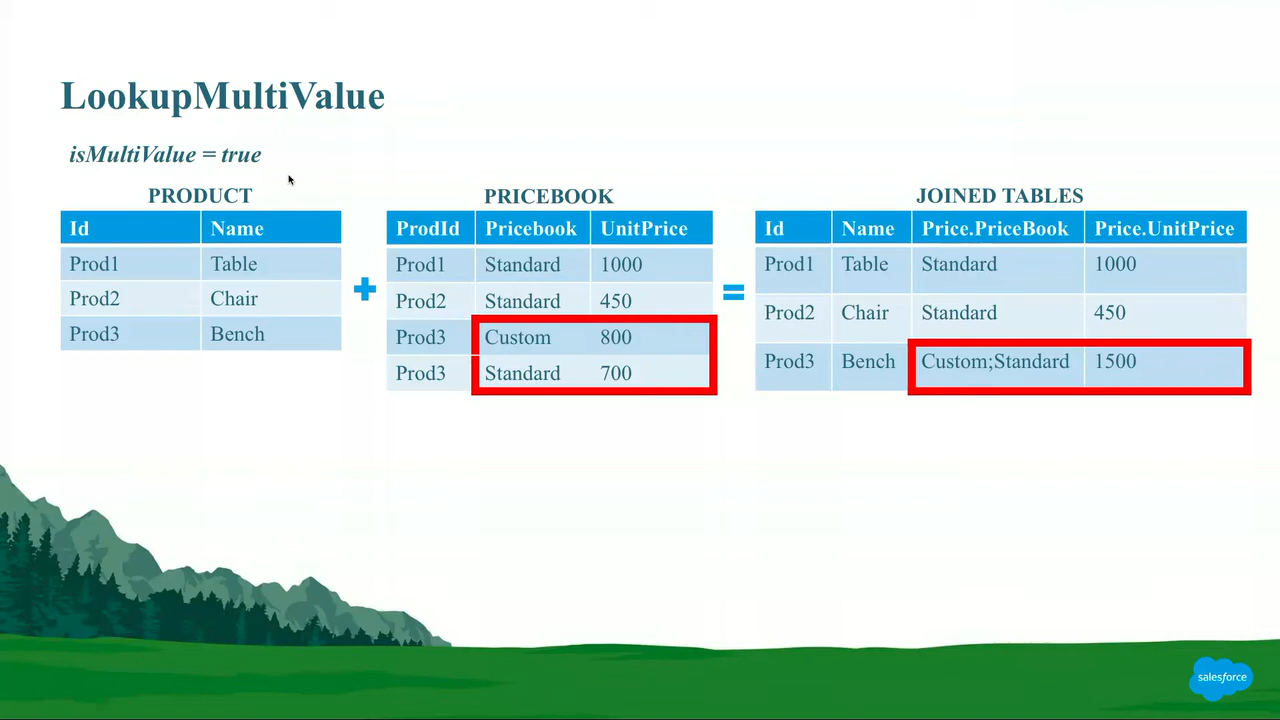 LookupMultiValue
isMultiValue = true
PRODUCT
Id Name
Prod1 Table
Prod2 Chair
Prod3 Bench
PRICEBOOK
ProdId Pricebook UnitPrice
Prod1 Standard 1000
Prod2 Standard 450
Prod3 Custom 800
Prod3 Standard 700
JOINED TABLES
Id Name Price.PriceBook Price.UnitPrice
Prod1 Table Standard 1000
Prod2 Chair Standard 450
Prod3 Bench Custom;Standard 1500
salesforce